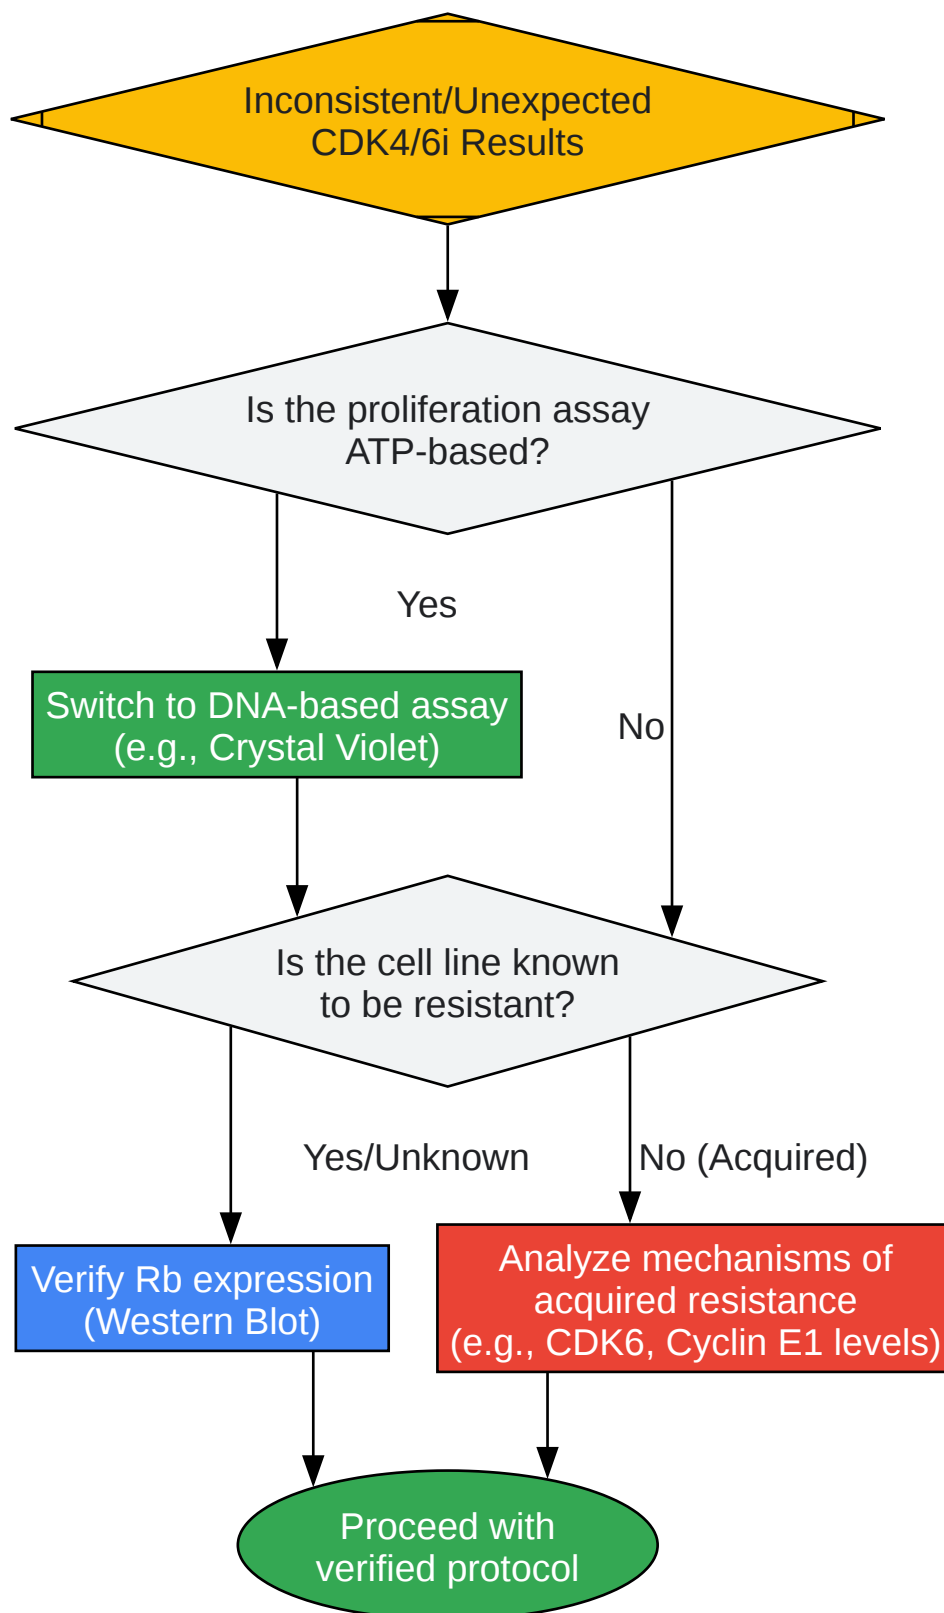 Inconsistent/Unexpected
CDK4/6i Results
Is the proliferation assay
ATP-based?
Yes
Switch to DNA-based assay
(e.g., Crystal Violet)
No
Is the cell line known
to be resistant?
Yes/Unknown
No (Acquired)
Verify Rb expression
(Western Blot)
Analyze mechanisms of
acquired resistance
(e.g., CDK6, Cyclin E1 levels)
Proceed with
verified protocol